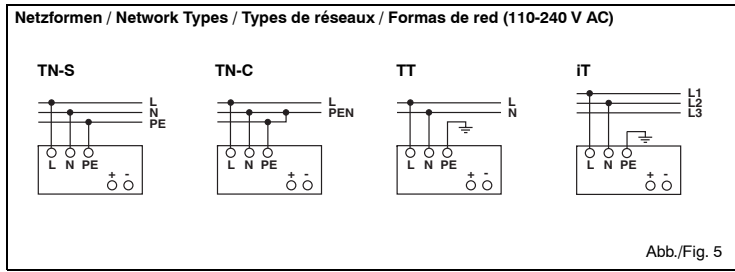 Netzformen / Network Types / Types de réseaux / Formas de red (110-240 V AC)
TN-S
L
N
PE
L N PE
+ -
TN-C
L
PEN
L N PE
+ -
TT
L
N
L N PE
+ -
iT
L1
L2
L3
L N PE
+ -
Abb./Fig. 5